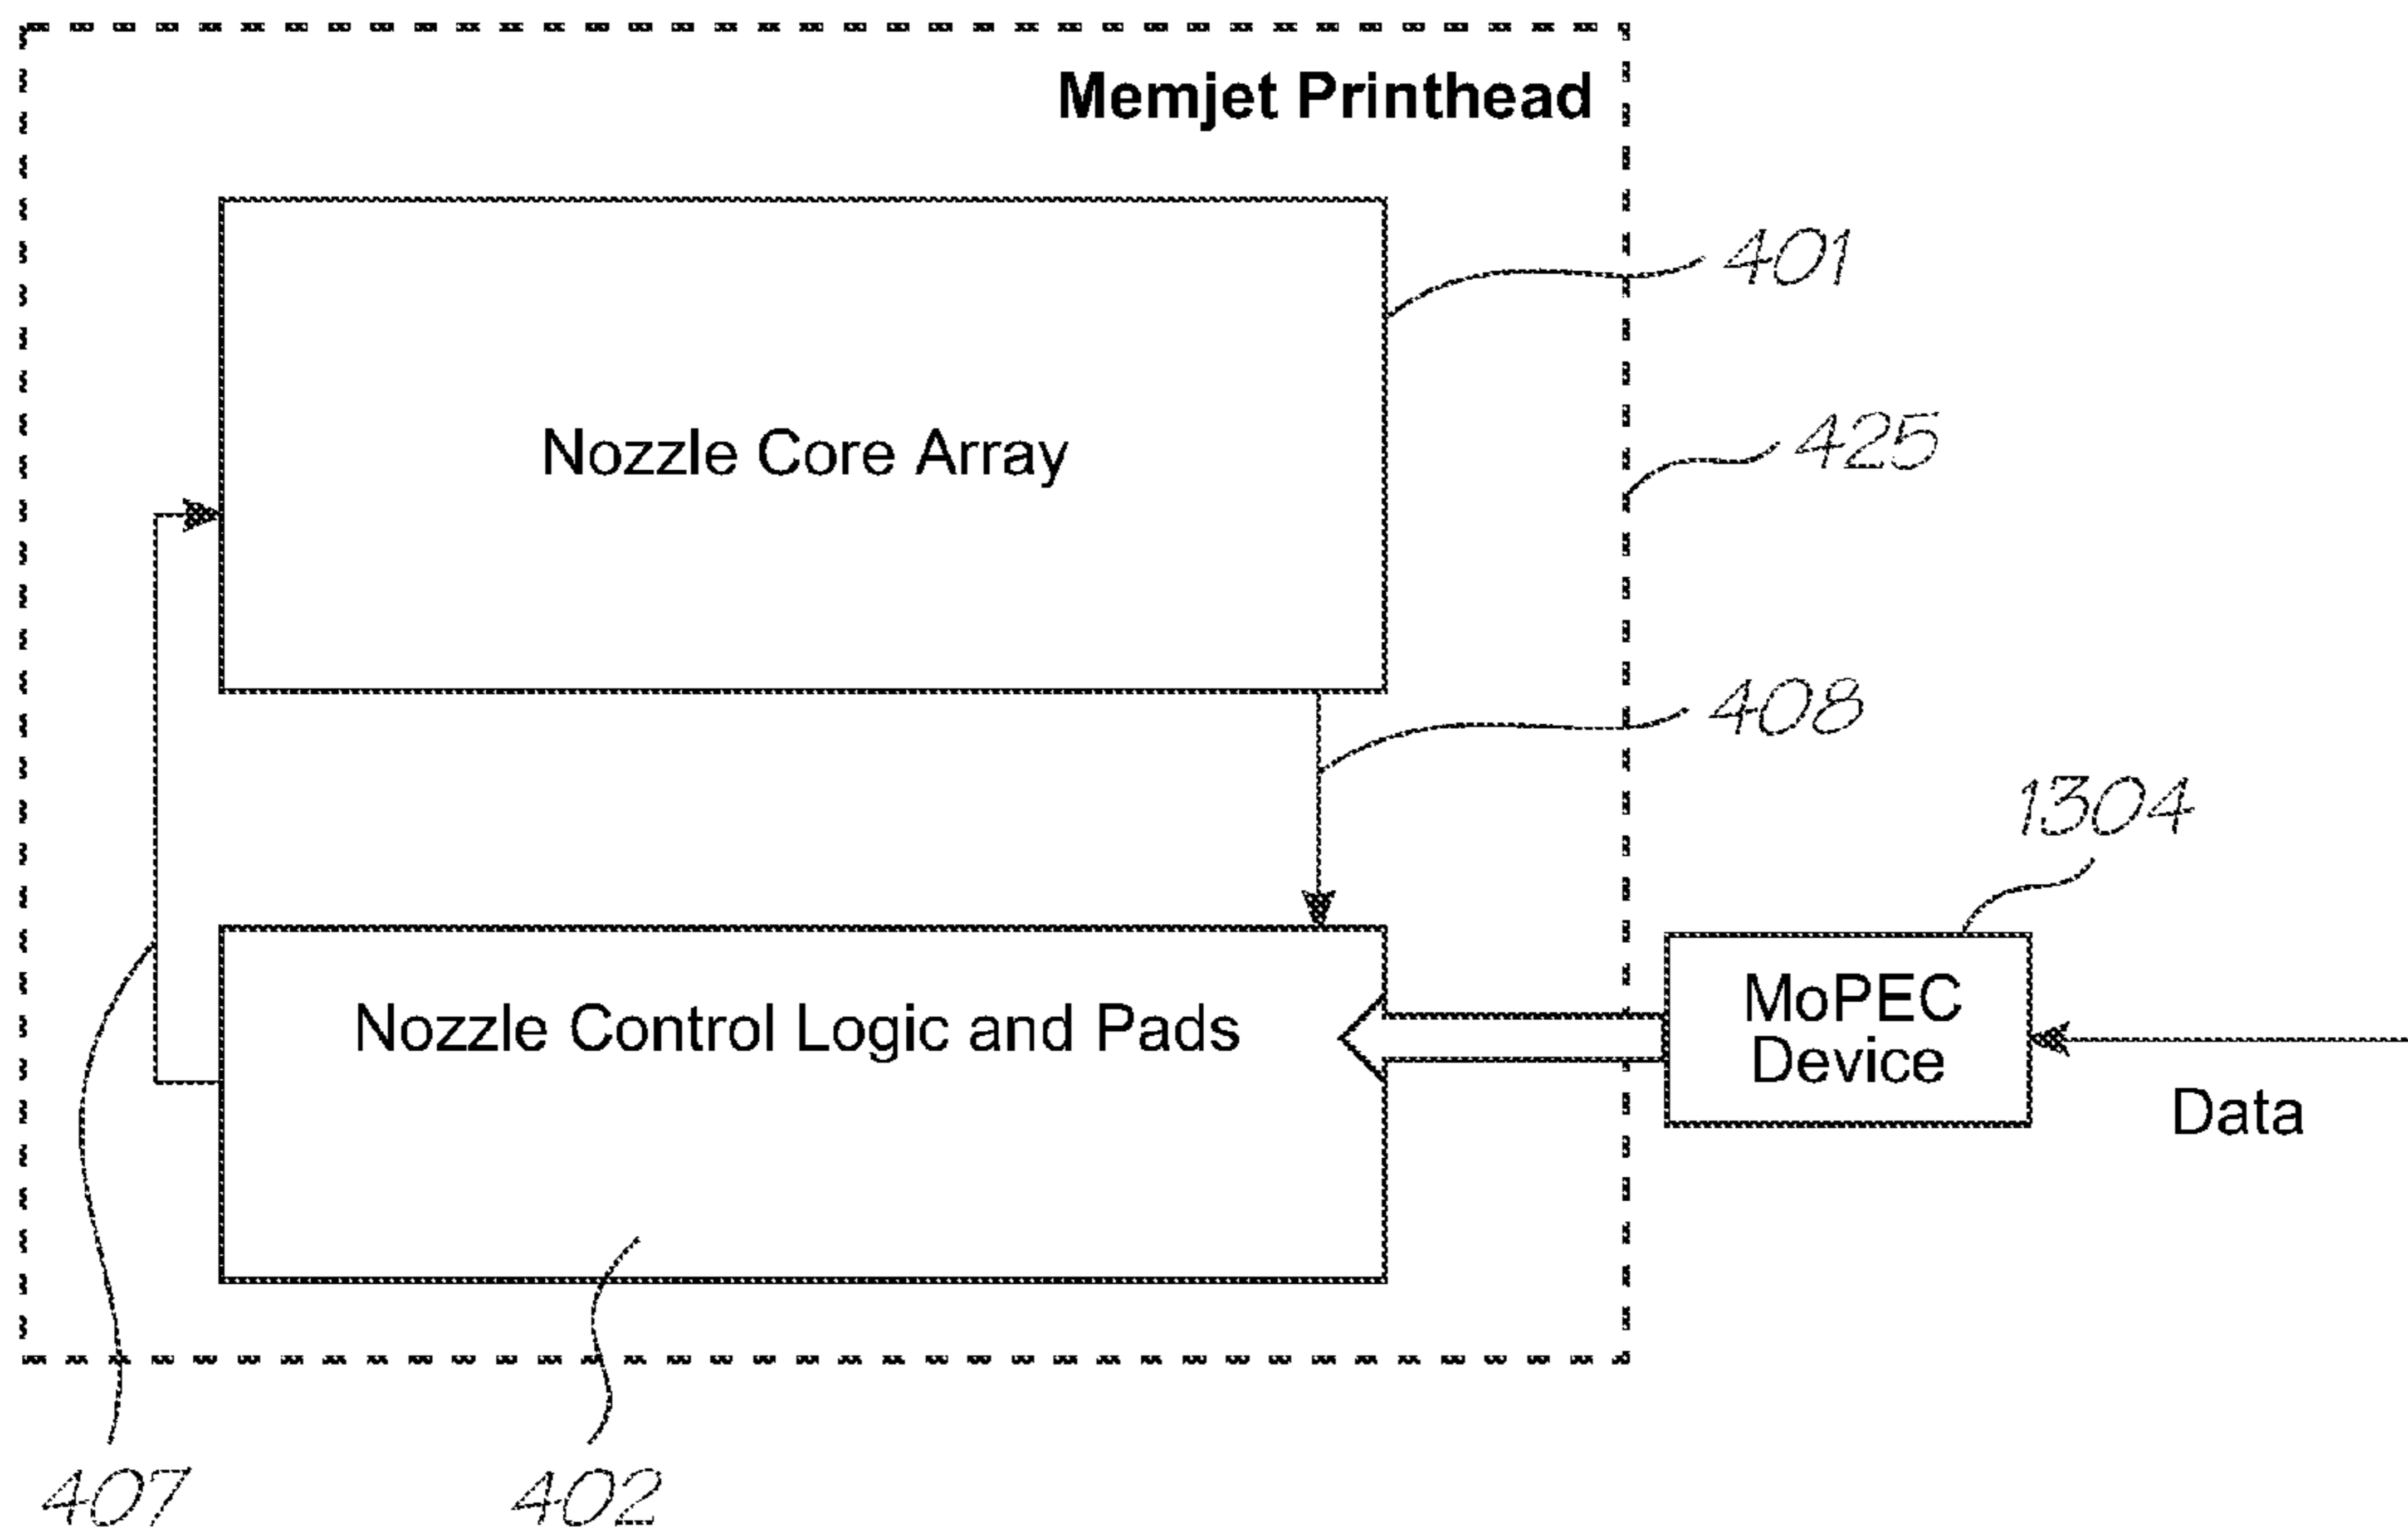 Memjet Printhead
401
Nozzle Core Array
425
408
1304
Nozzle Control Logic and Pads
MoPEC
Device
Data
407
402